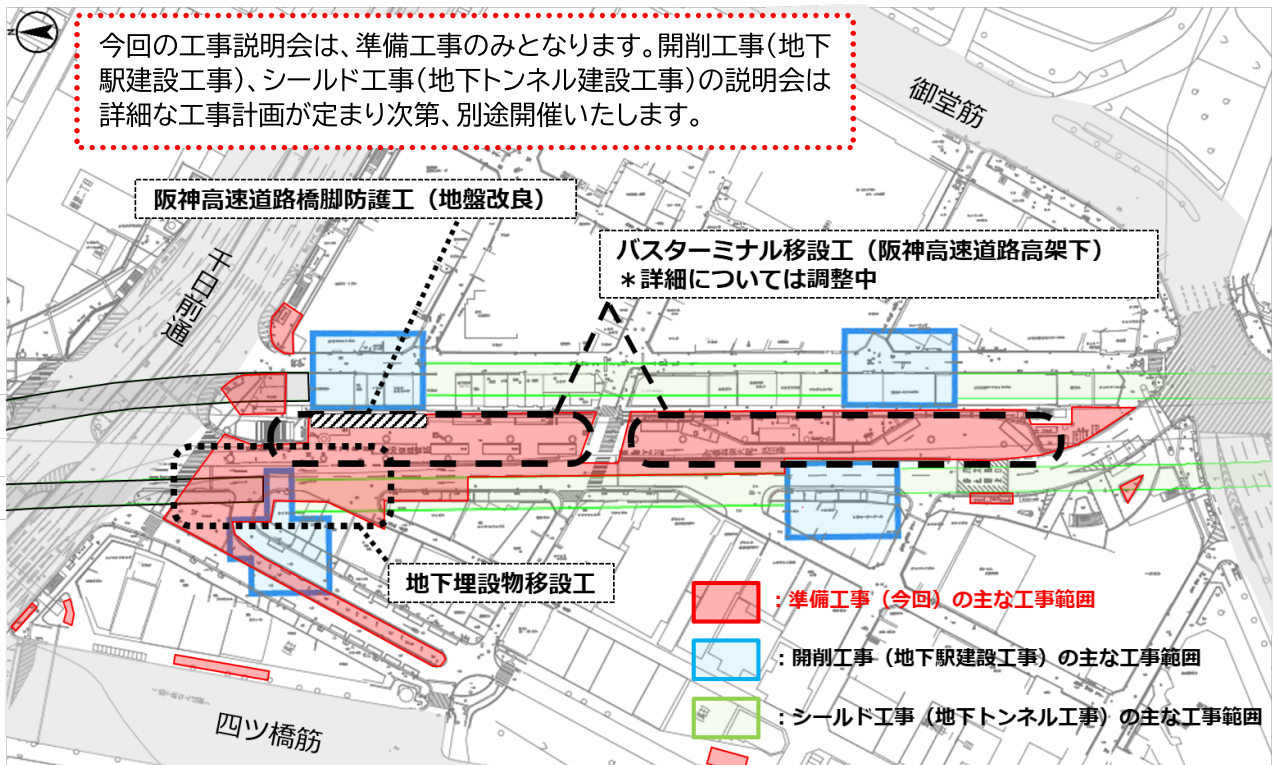 N
今回の工事説明会は、準備工事のみとなります。開削工事(地下
駅建設工事)、シールド工事(地下トンネル建設工事)の説明会は
詳細な工事計画が定まり次第、別途開催いたします。
御堂筋
阪神高速道路橋脚防護工（地盤改良）
バスターミナル移設工（阪神高速道路高架下）
＊詳細については調整中
千日前通
地下埋設物移設工
：準備工事（今回）の主な工事範囲
：開削工事（地下駅建設工事）の主な工事範囲
：シールド工事（地下トンネル工事）の主な工事範囲
四ツ橋筋